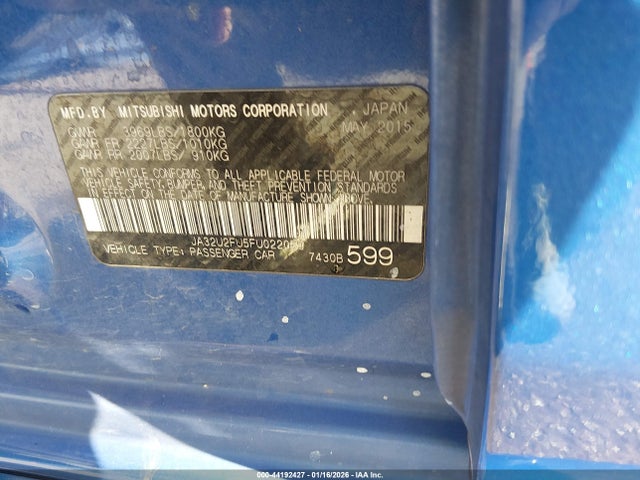 MFD.BY MITSUBISHI MOTORS CORPORATION JAPAN
GVWR 3969LBS/1800KG MAY 2015
GAWR FR 2227LBS/1010KG
GAWR RR 2007LBS/ 910KG
THIS VEHICLE CONFORMS TO ALL APPLICABLE FEDERAL MOTOR
VEHICLE SAFETY, BUMPER, AND THEFT PREVENTION STANDARDS
IN EFFECT ON THE DATE OF MANUFACTURE SHOWN ABOVE.
VEHICLE TYPE: PASSENGER CAR 7430B 599
000-44192427 - 01/16/2026 - IAA Inc.